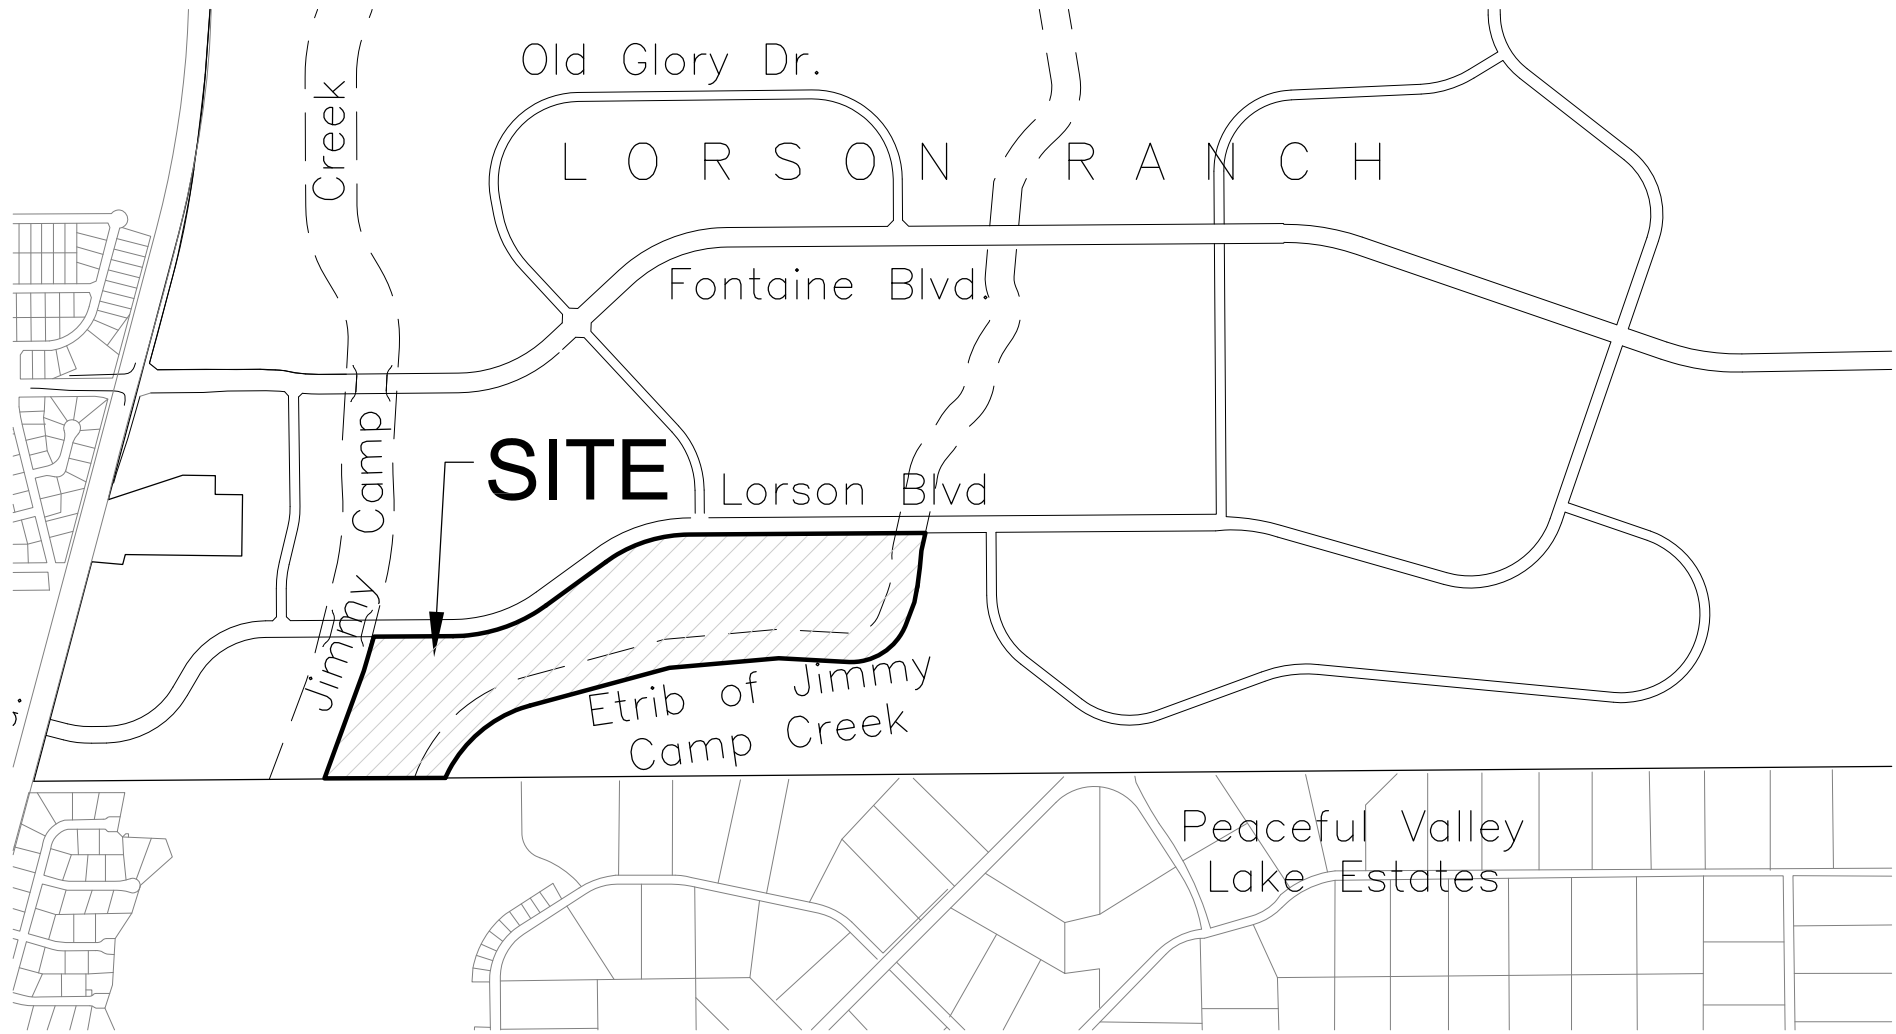 Old Glory Dr.
Creek
LORSON RANCH
Fontaine Blvd.
Jimmy Camp
SITE
Lorson Blvd
Etrib of Jimmy
Camp Creek
Peaceful Valley
Lake Estates